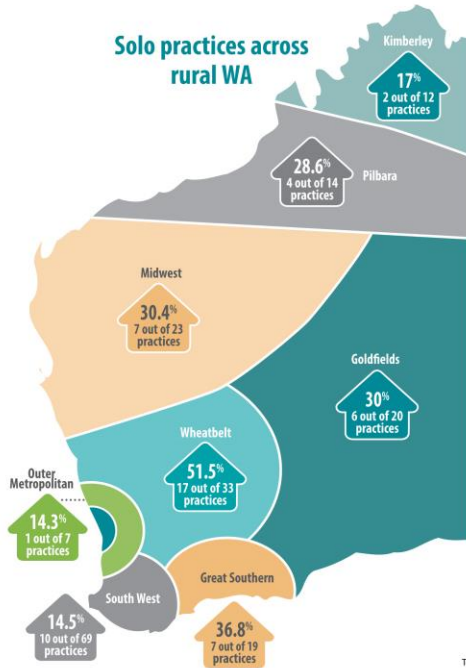 Solo practices across
rural WA
Kimberley
17%
2 out of 12
practices
28.6%
4 out of 14
practices
Pilbara
Midwest
30.4%
7 out of 23
practices
Goldfields
30%
6 out of 20
practices
Wheatbelt
51.5%
17 out of 33
practices
Outer
Metropolitan
14.3%
1 out of 7
practices
South West
14.5%
10 out of 69
practices
Great Southern
36.8%
7 out of 19
practices
T